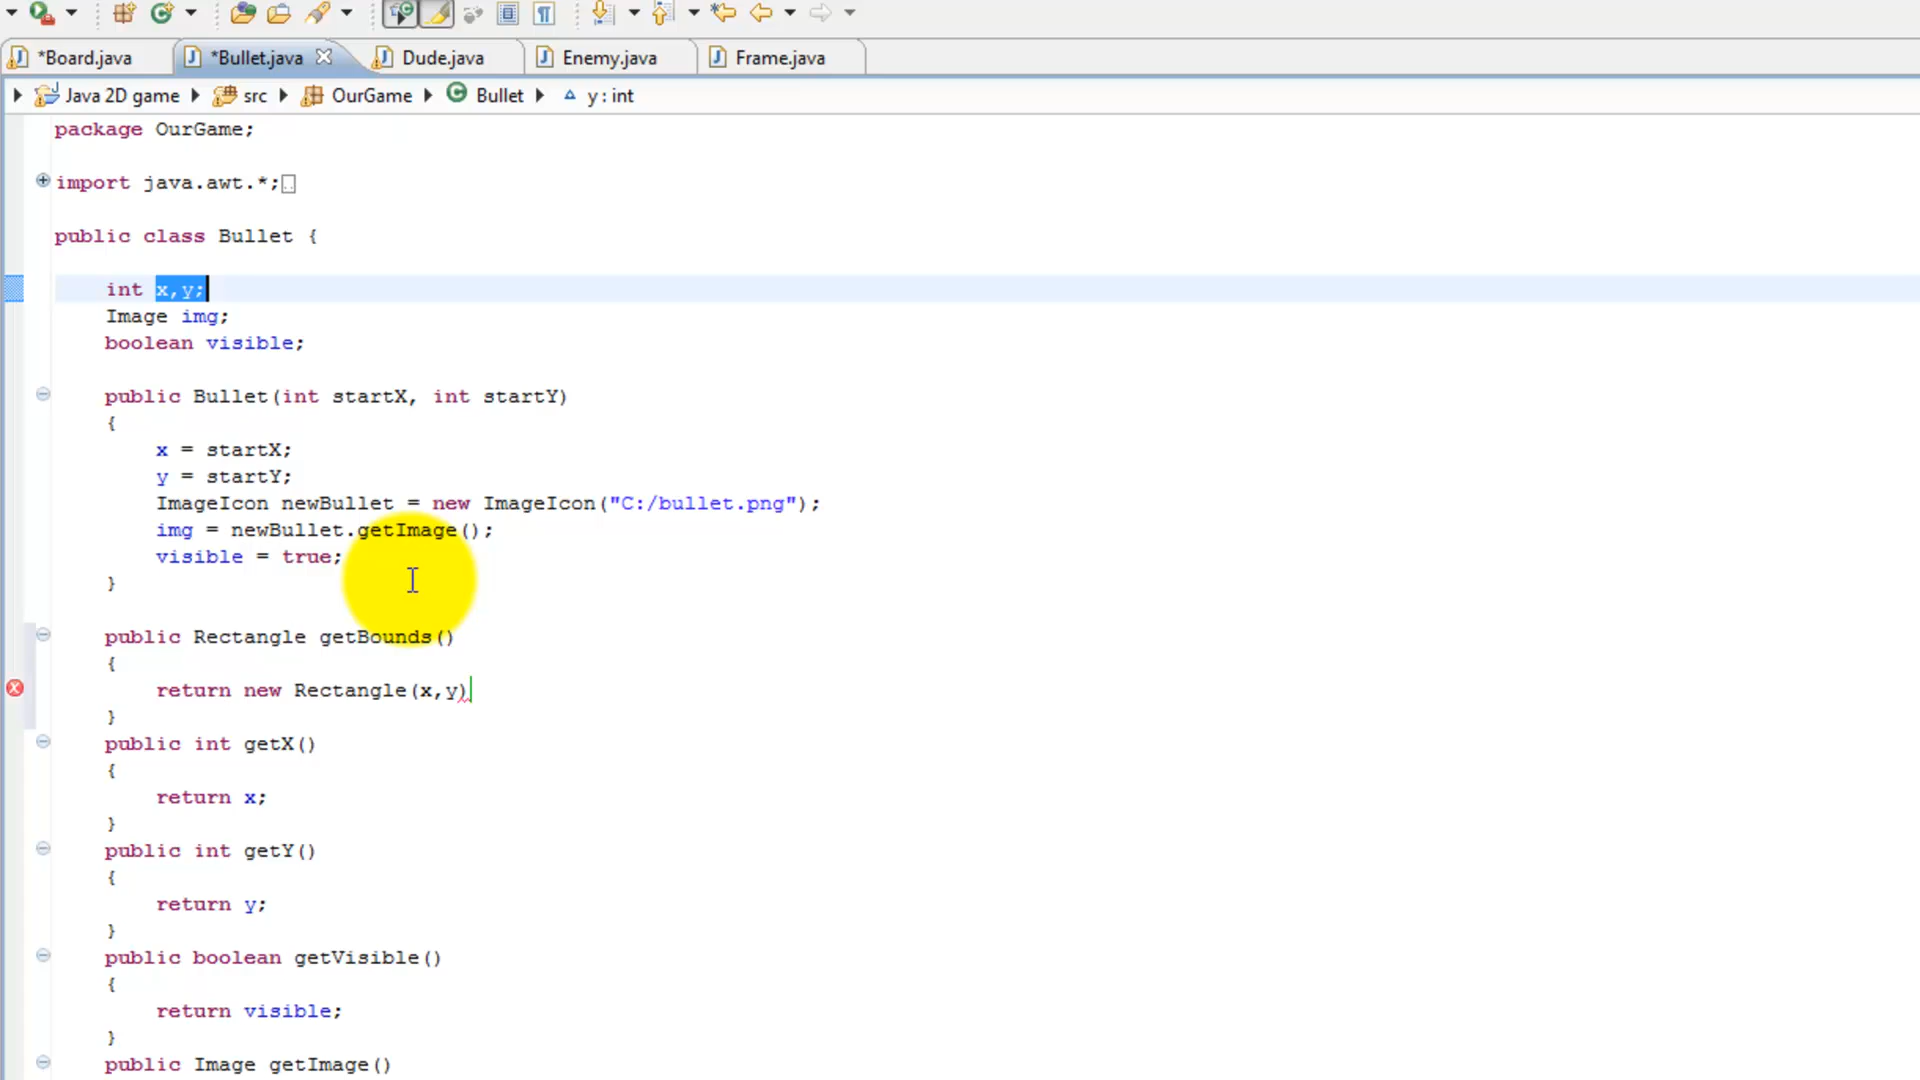 *Board.java *Bullet.java Dude.java Enemy.java Frame.java
Java 2D game src OurGame Bullet y : int
package OurGame;
import java.awt.*;
public class Bullet {
int x,y;
Image img;
boolean visible;
public Bullet(int startX, int startY)
{
x = startX;
y = startY;
ImageIcon newBullet = new ImageIcon("C:/bullet.png");
img = newBullet.getImage();
visible = true;
}
public Rectangle getBounds()
{
return new Rectangle(x,y)
}
public int getX()
{
return x;
}
public int getY()
{
return y;
}
public boolean getVisible()
{
return visible;
}
public Image getImage()